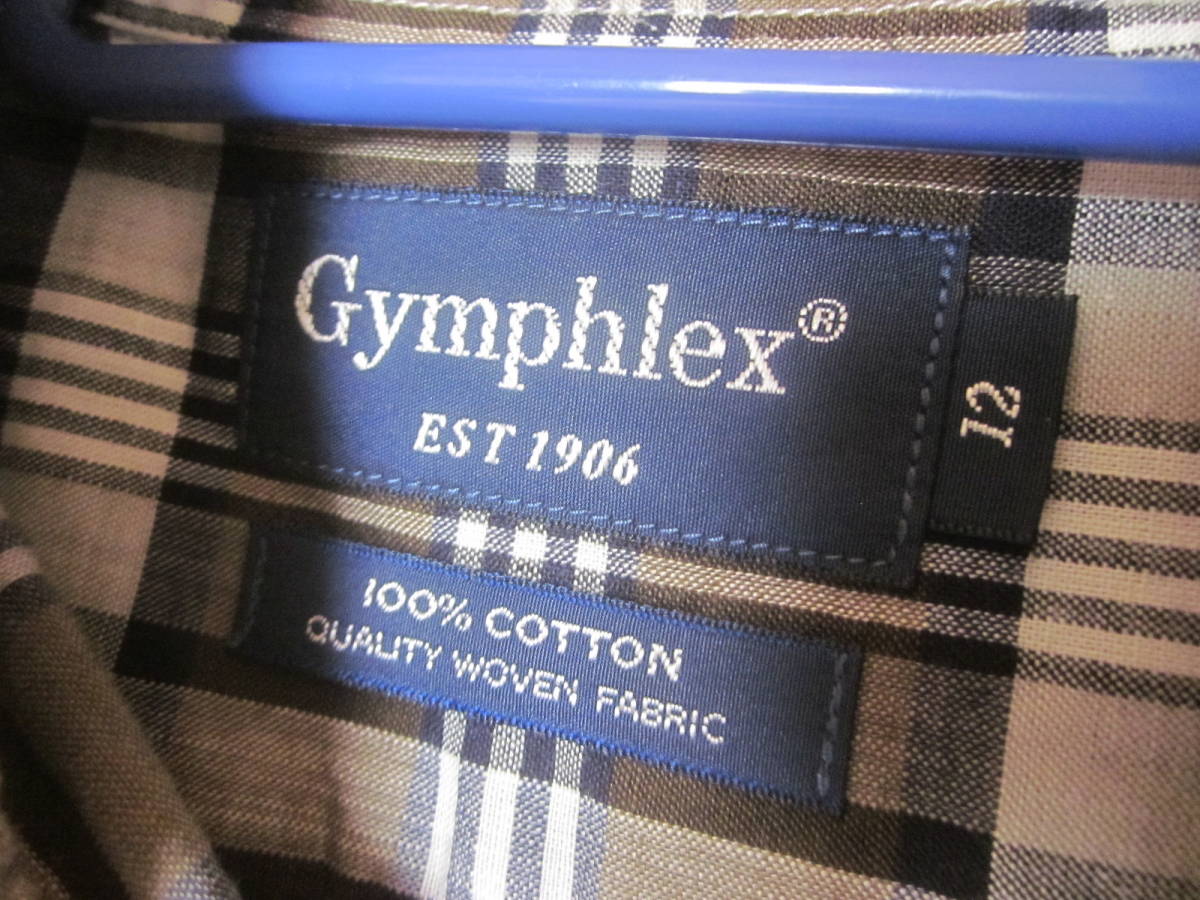 Gymphlex®
EST 1906
12
100% COTTON
QUALITY WOVEN FABRIC